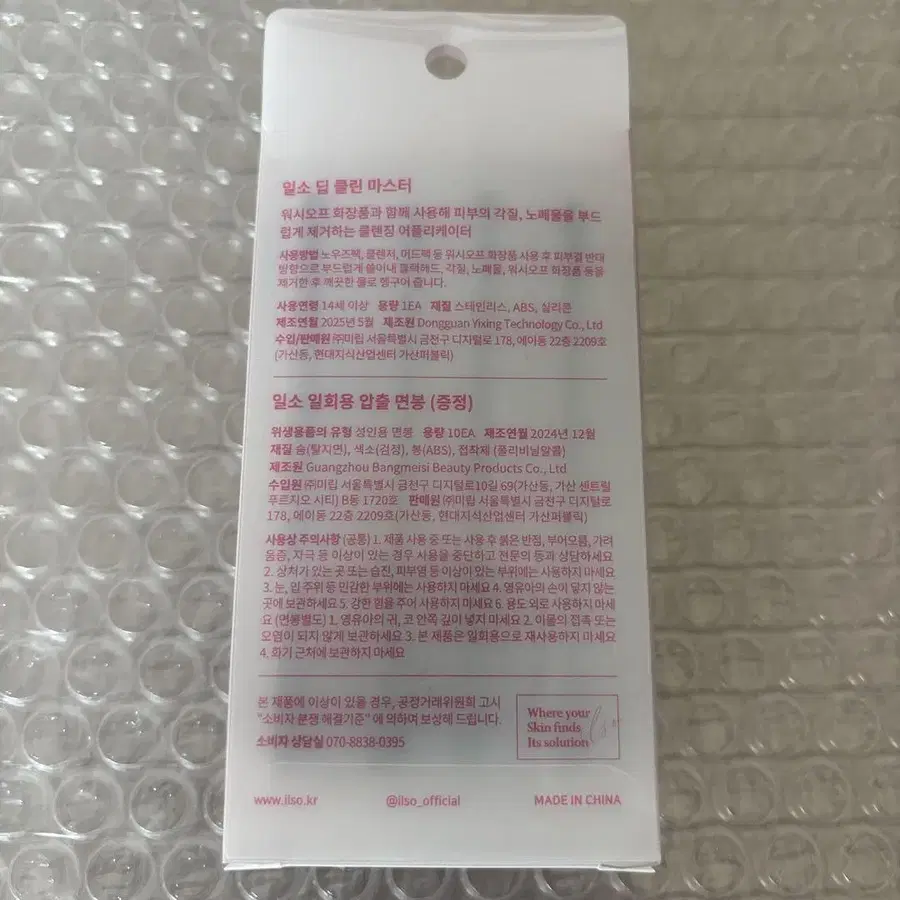 일소 딥 클린 마스터
워시오프 화장품과 함께 사용해 피부의 각질, 노폐물을 부드
럽게 제거하는 클렌징 어플리케이터
사용방법 노우즈팩, 클렌저, 머드팩 등 워시오프 화장품 사용 후 피부결 반대
방향으로 부드럽게 쓸어내 블랙헤드, 각질, 노폐물, 워시오프 화장품 등을
제거한 후 깨끗한 물로 헹구어 줍니다.
사용연령 14세 이상 용량 1EA 재질 스테인리스, ABS, 실리콘
제조연월 2025년 5월 제조원 Dongguan Yixing Technology Co., Ltd
수입/판매원 ㈜미립 서울특별시 금천구 디지털로 178, 에이동 22층 2209호
(가산동, 현대지식산업센터 가산퍼블릭)
일소 일회용 압출 면봉 (증정)
위생용품의 유형 성인용 면봉 용량 10EA 제조연월 2024년 12월
재질 솜(탈지면), 색소(검정), 봉(ABS), 접착제 (폴리비닐알콜)
제조원 Guangzhou Bangmeisi Beauty Products Co., Ltd
수입원 ㈜미립 서울특별시 금천구 디지털로10길 69(가산동, 가산 센트럴
푸르지오 시티) B동 1720호 판매원 ㈜미립 서울특별시 금천구 디지털로
178, 에이동 22층 2209호(가산동, 현대지식산업센터 가산퍼블릭)
사용상 주의사항 (공통) 1. 제품 사용 중 또는 사용 후 붉은 반점, 부어오름, 가려
움증, 자극 등 이상이 있는 경우 사용을 중단하고 전문의 등과 상담하세요
2. 상처가 있는 곳 또는 습진, 피부염 등 이상이 있는 부위에는 사용하지 마세요
3. 눈, 입 주위 등 민감한 부위에는 사용하지 마세요 4. 영유아의 손이 닿지 않는
곳에 보관하세요 5. 강한 힘을 주어 사용하지 마세요 6. 용도 외로 사용하지 마세
요 (면봉별도) 1. 영유아의 귀, 코 안쪽 깊이 넣지 마세요 2. 이물의 접촉 또는
오염이 되지 않게 보관하세요 3. 본 제품은 일회용으로 재사용하지 마세요
4. 화기 근처에 보관하지 마세요
본 제품에 이상이 있을 경우, 공정거래위원회 고시
"소비자 분쟁 해결기준" 에 의하여 보상해 드립니다.
소비자 상담실 070-8838-0395
Where your
Skin finds
Its solution
www.ilso.kr @ilso_official MADE IN CHINA